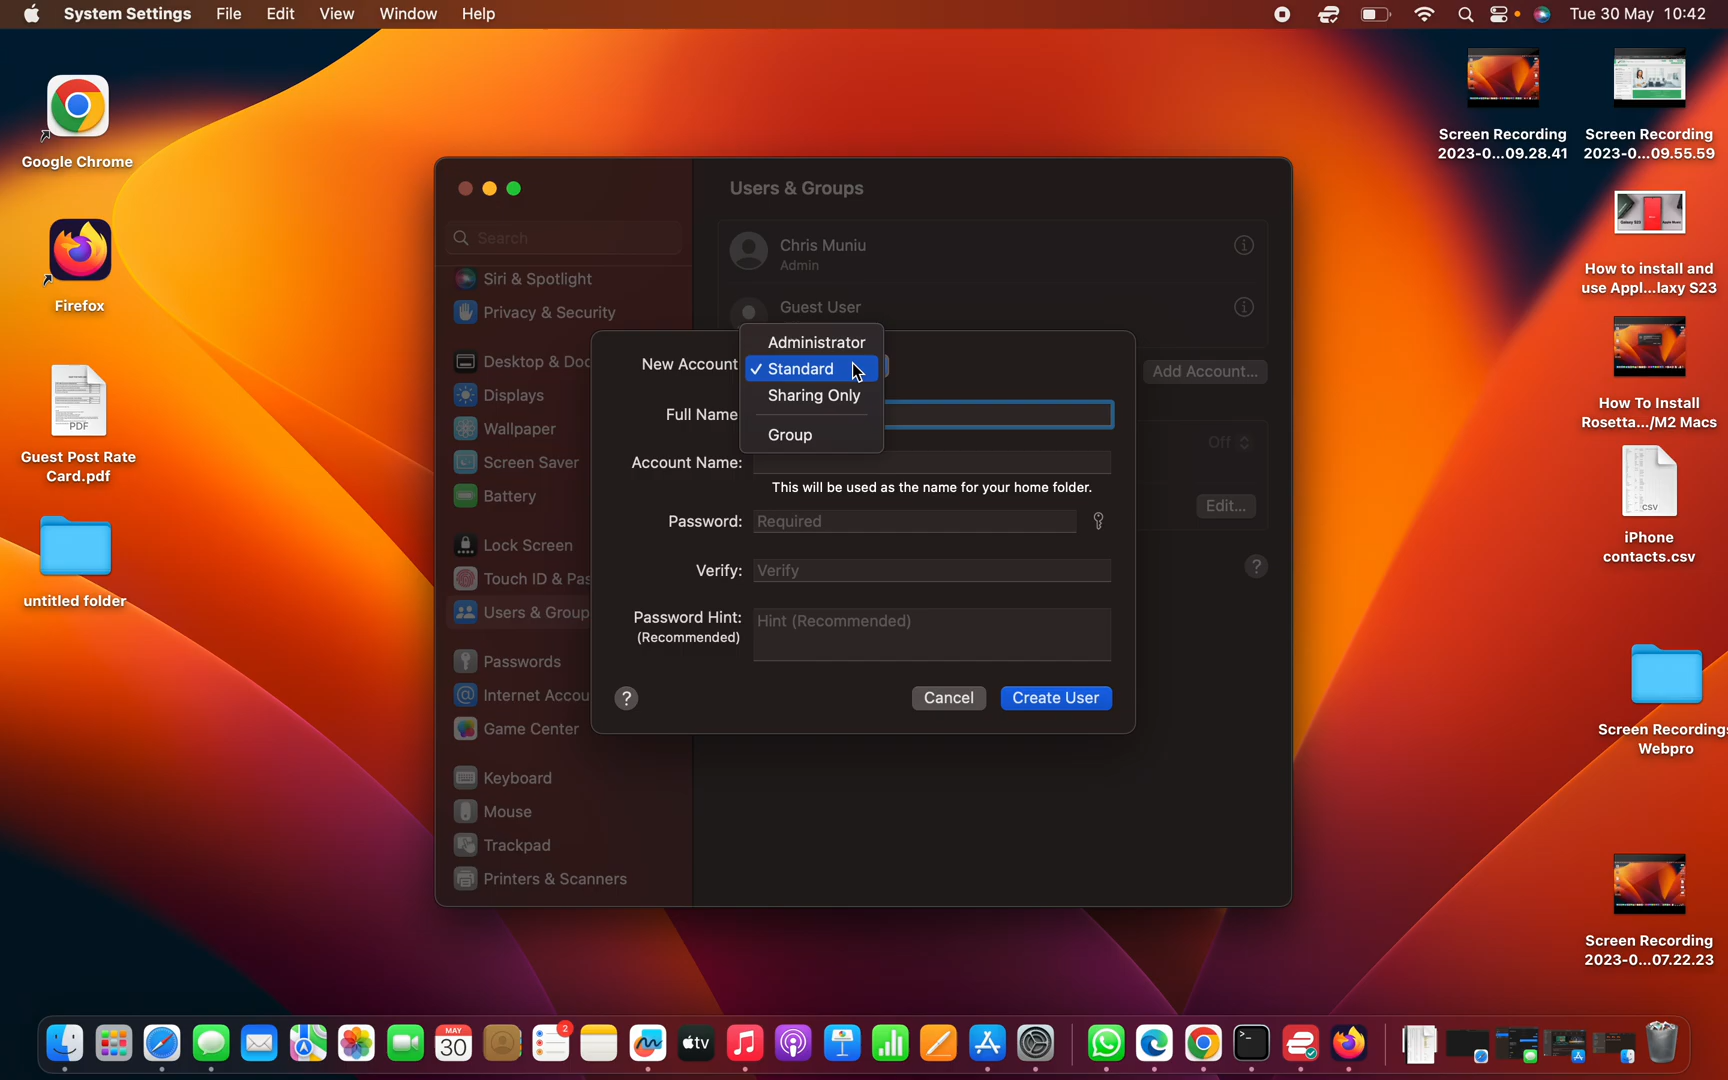 System Settings File Edit View Window Help
Tue 30 May 10:42
Google Chrome
Firefox
PDF
Guest Post Rate
Card.pdf
untitled folder
Search
Siri & Spotlight
Privacy & Security
Desktop & Doc
Displays
Wallpaper
Screen Saver
Battery
Lock Screen
Touch ID & Pas
Users & Group
Passwords
Internet Accou
Game Center
Keyboard
Mouse
Trackpad
Printers & Scanners
Users & Groups
Chris Muniu
Admin
Guest User
Add Account...
Off
Edit...
?
New Account
Administrator
✓ Standard
Sharing Only
Group
Full Name
Account Name:
This will be used as the name for your home folder.
Password: Required
Verify: Verify
Password Hint: Hint (Recommended)
(Recommended)
?
Cancel Create User
Screen Recording
2023-0...09.28.41
Screen Recording
2023-0...09.55.59
How to install and
use Appl...laxy S23
How To Install
Rosetta.../M2 Macs
csv
iPhone
contacts.csv
Screen Recordings
Webpro
Screen Recording
2023-0...07.22.23
MAY
30
2
tv